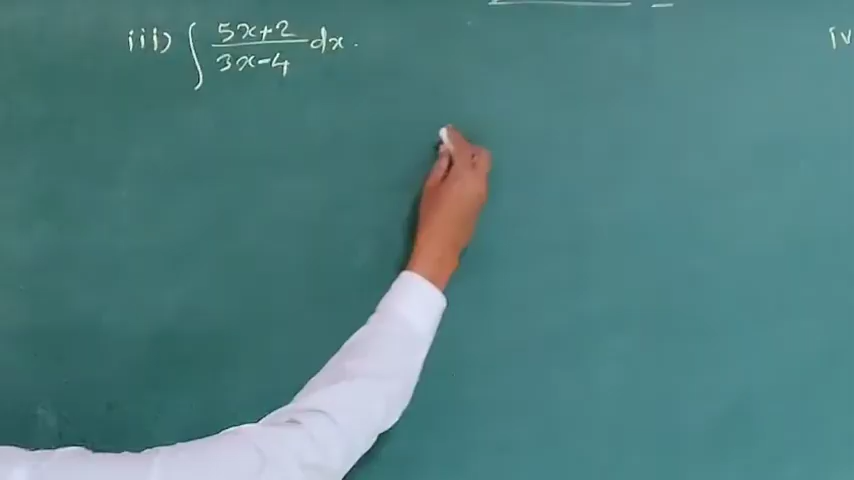 iii) ∫ (5x+2)/(3x-4) dx.
(v